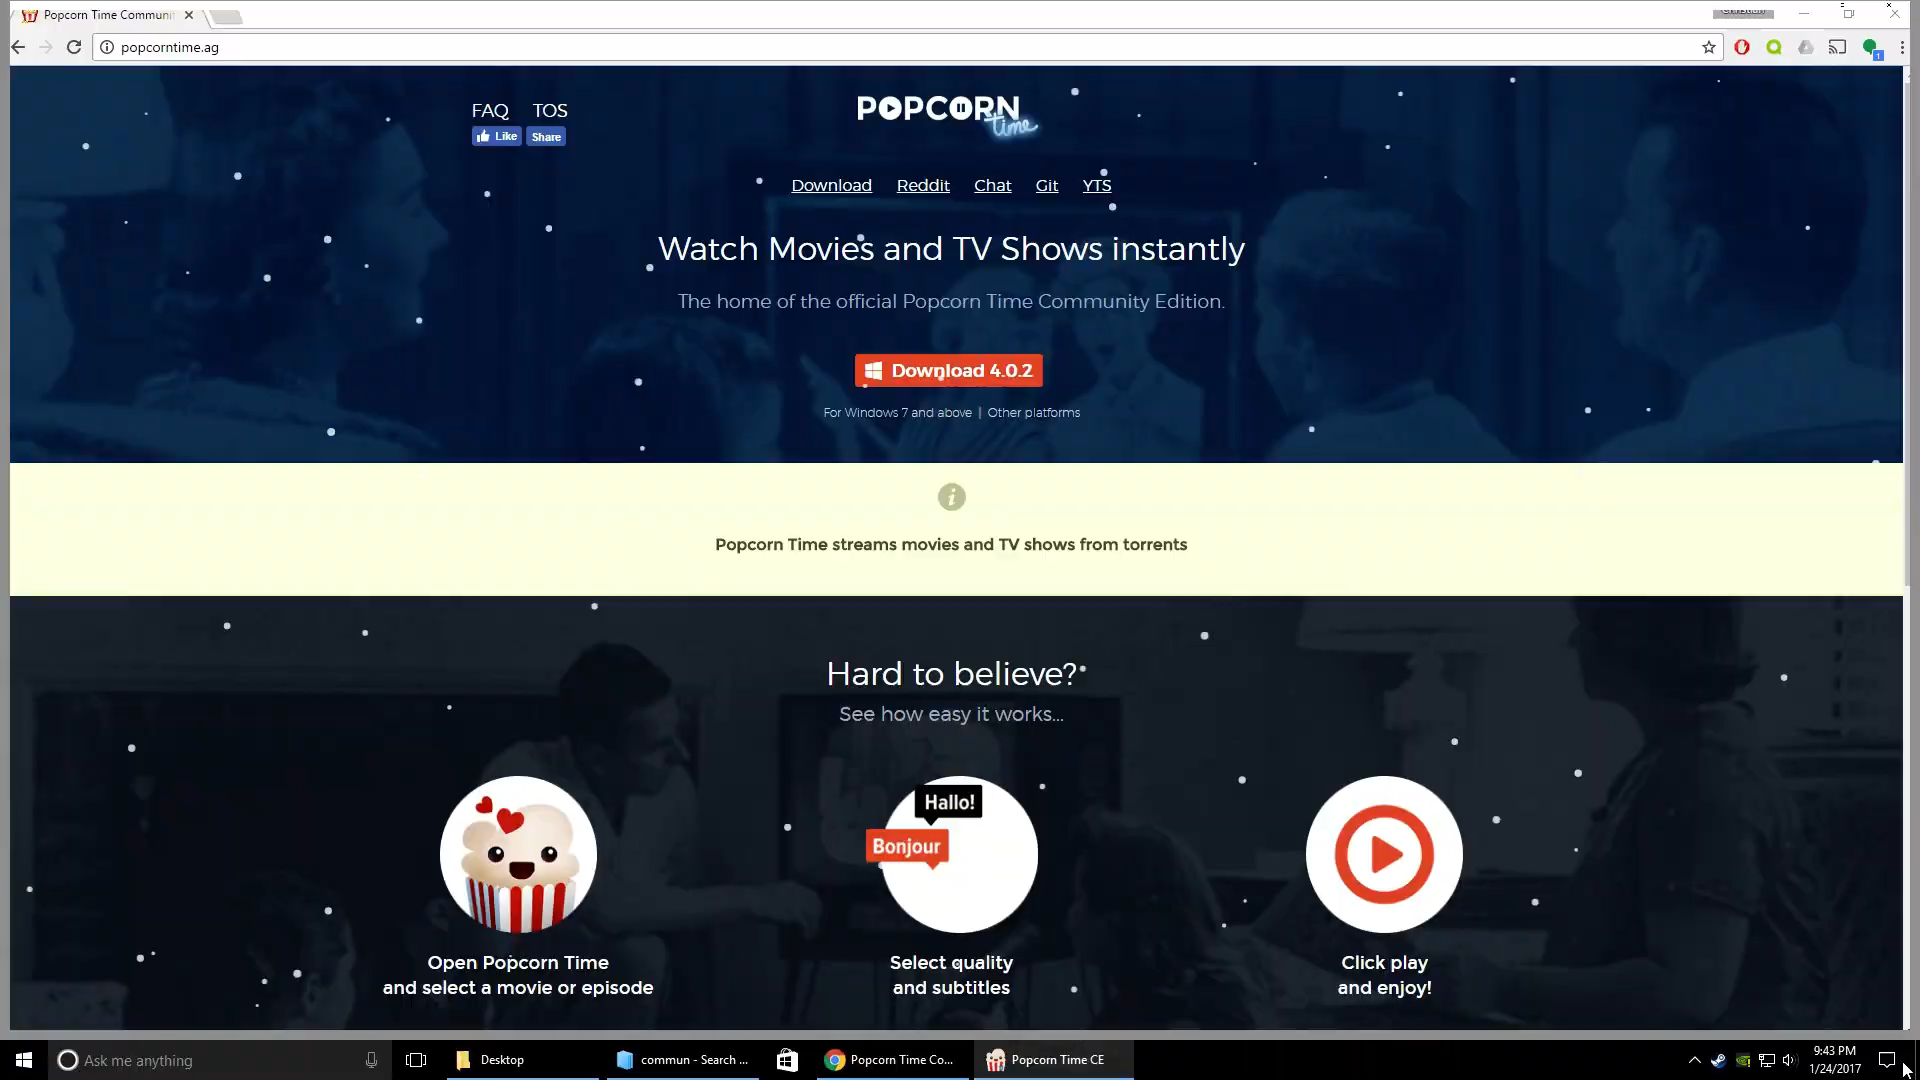 Popcorn Time Communi
popcorntime.ag
FAQ TOS
Like Share
POPCORN
time
Download Reddit Chat Git YTS
Watch Movies and TV Shows instantly
The home of the official Popcorn Time Community Edition.
Download 4.0.2
For Windows 7 and above | Other platforms
i
Popcorn Time streams movies and TV shows from torrents
Hard to believe?
See how easy it works...
Hallo!
Bonjour
Open Popcorn Time
and select a movie or episode
Select quality
and subtitles
Click play
and enjoy!
Ask me anything
Desktop
commun - Search ...
Popcorn Time Co...
Popcorn Time CE
9:43 PM
1/24/2017
1